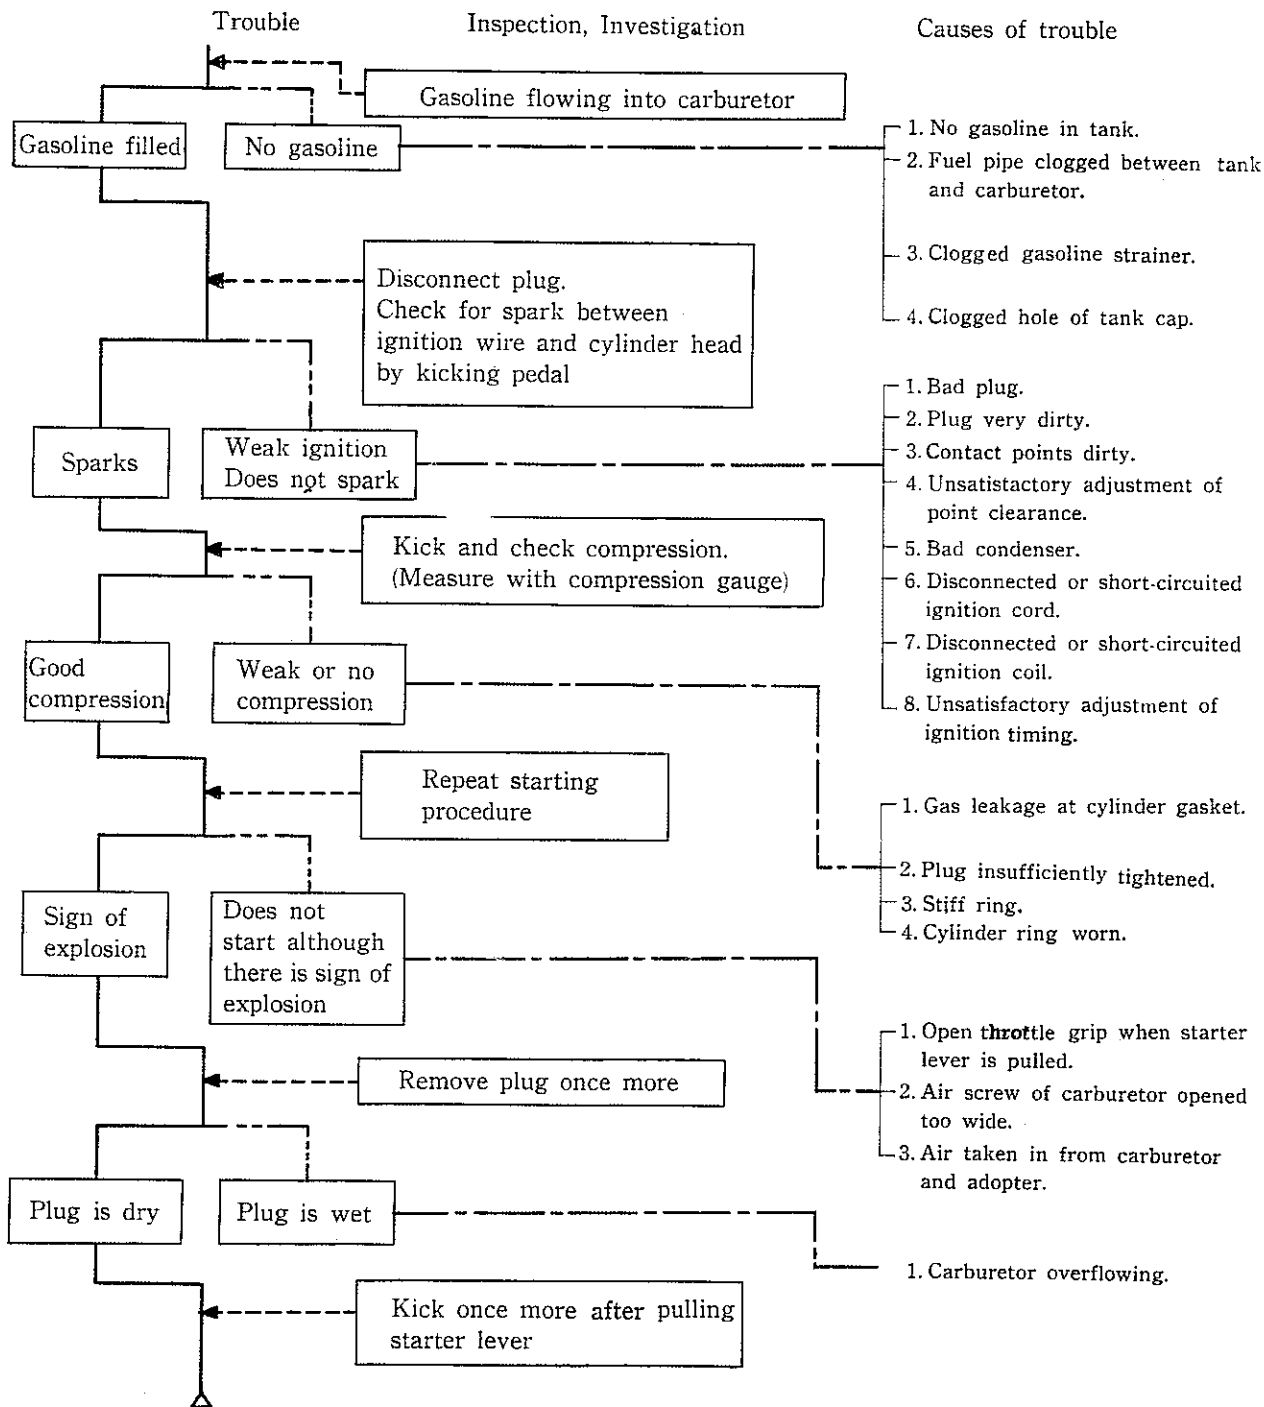 Trouble
Inspection, Investigation
Causes of trouble
Gasoline flowing into carburetor
Gasoline filled
No gasoline
1. No gasoline in tank.
2. Fuel pipe clogged between tank
and carburetor.
3. Clogged gasoline strainer.
4. Clogged hole of tank cap.
Disconnect plug.
Check for spark between
ignition wire and cylinder head
by kicking pedal
Sparks
Weak ignition
Does not spark
1. Bad plug.
2. Plug very dirty.
3. Contact points dirty.
4. Unsatistactory adjustment of
point clearance.
5. Bad condenser.
6. Disconnected or short-circuited
ignition cord.
7. Disconnected or short-circuited
ignition coil.
8. Unsatisfactory adjustment of
ignition timing.
Kick and check compression.
(Measure with compression gauge)
Good
compression
Weak or no
compression
1. Gas leakage at cylinder gasket.
2. Plug insufficiently tightened.
3. Stiff ring.
4. Cylinder ring worn.
Repeat starting
procedure
Sign of
explosion
Does not
start although
there is sign of
explosion
1. Open throttle grip when starter
lever is pulled.
2. Air screw of carburetor opened
too wide.
3. Air taken in from carburetor
and adopter.
Remove plug once more
Plug is dry
Plug is wet
1. Carburetor overflowing.
Kick once more after pulling
starter lever